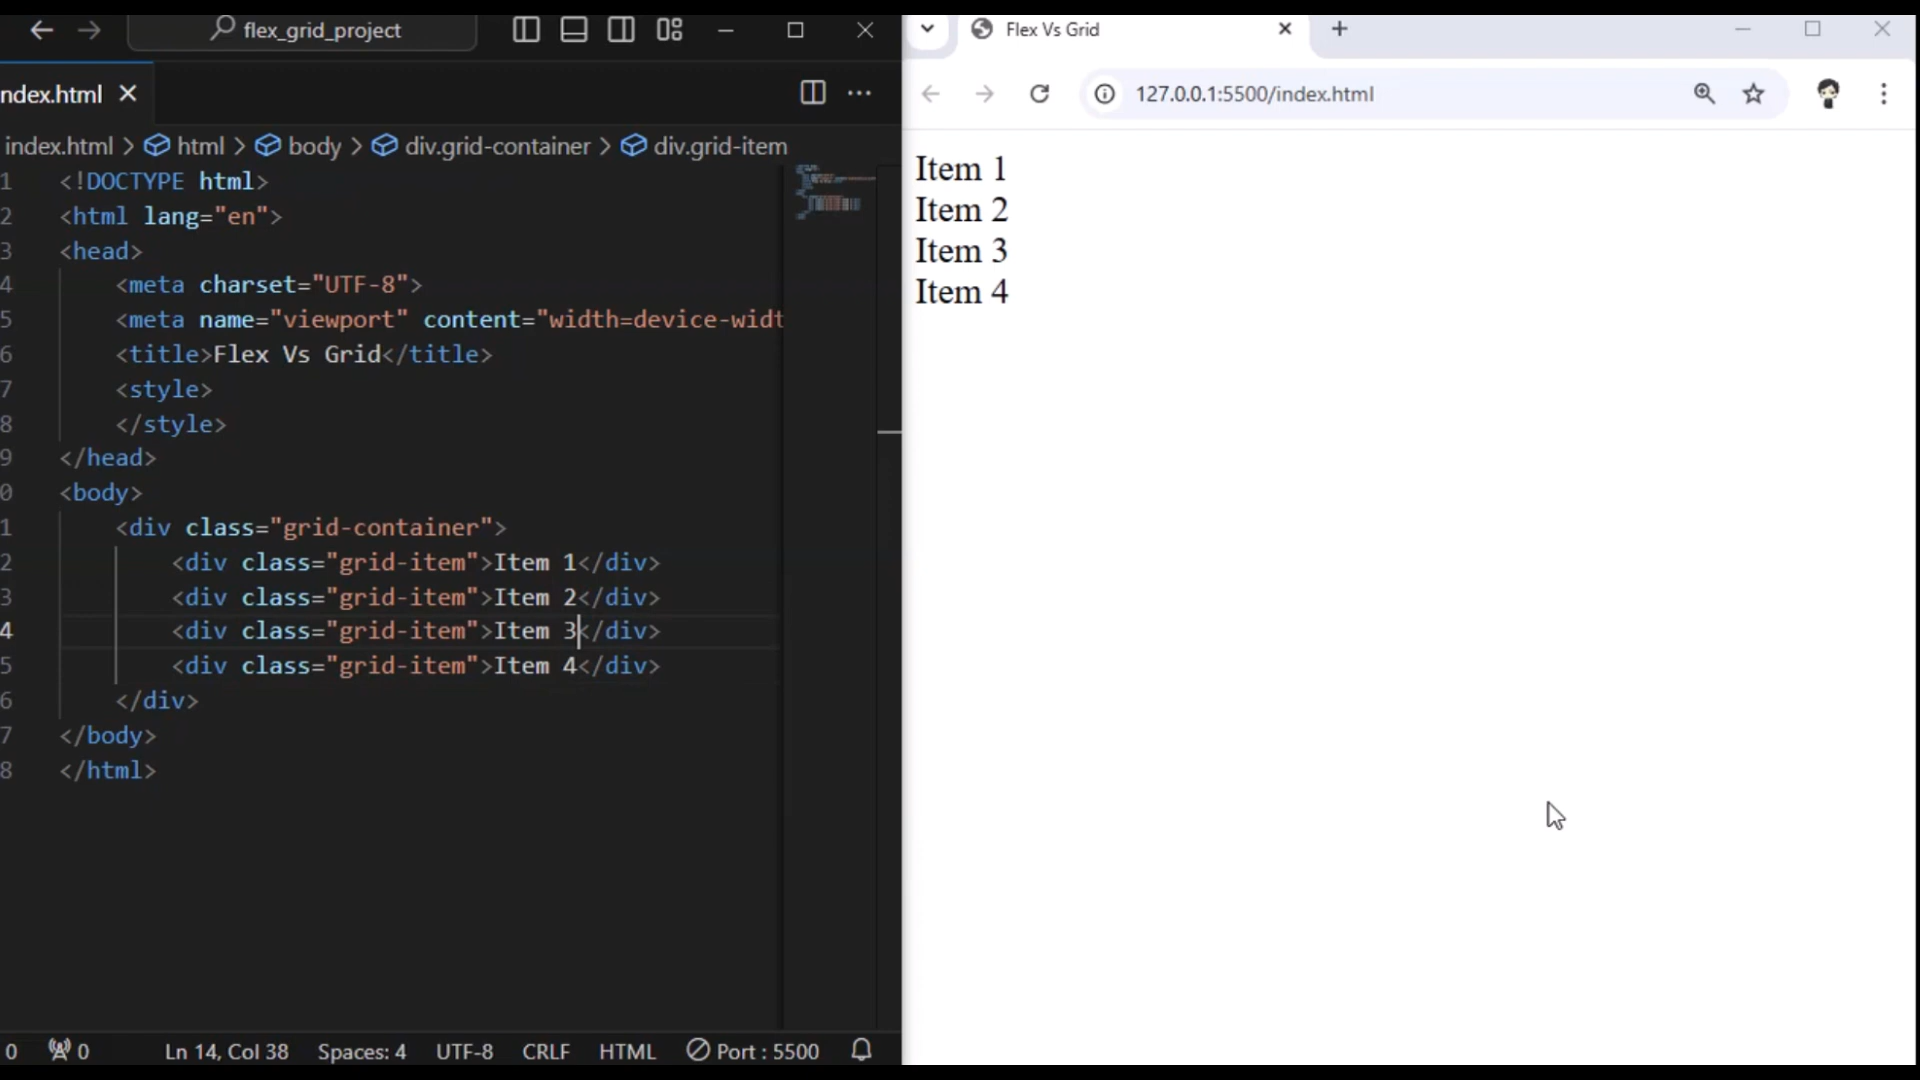 flex_grid_project
ndex.html
index.html > html > body > div.grid-container > div.grid-item
1 <!DOCTYPE html>
2 <html lang="en">
3 <head>
4 <meta charset="UTF-8">
5 <meta name="viewport" content="width=device-widt
6 <title>Flex Vs Grid</title>
7 <style>
8 </style>
9 </head>
0 <body>
1 <div class="grid-container">
2 <div class="grid-item">Item 1</div>
3 <div class="grid-item">Item 2</div>
4 <div class="grid-item">Item 3</div>
5 <div class="grid-item">Item 4</div>
6 </div>
7 </body>
8 </html>
0 0 Ln 14, Col 38 Spaces: 4 UTF-8 CRLF HTML Port : 5500
Flex Vs Grid
127.0.0.1:5500/index.html
Item 1
Item 2
Item 3
Item 4